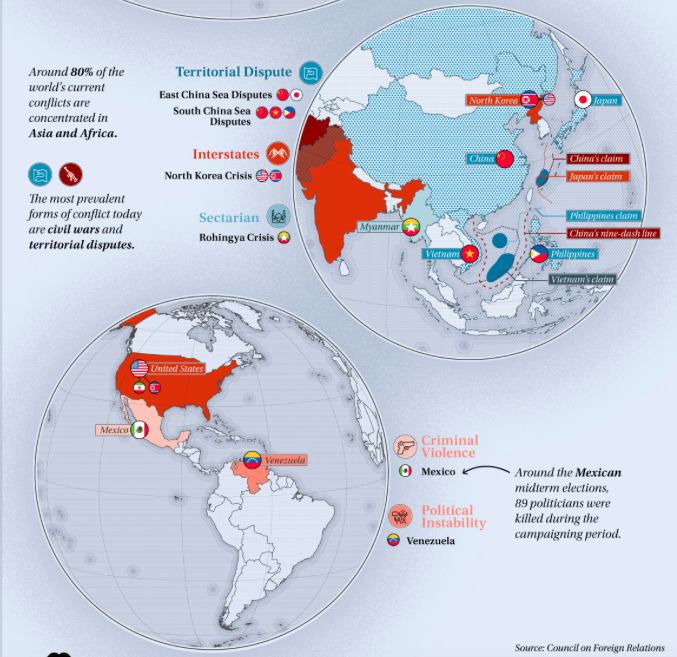 Around 80% of the
world's current
conflicts are
concentrated in
Asia and Africa.
The most prevalent
forms of conflict today
are civil wars and
territorial disputes.
Territorial Dispute
East China Sea Disputes
South China Sea
Disputes
Interstates
North Korea Crisis
Sectarian
Rohingya Crisis
North Korea
Japan
China
China's claim
Japan's claim
Philippines claim
China's nine-dash line
Myanmar
Vietnam
Philippines
Vietnam's claim
United States
Mexico
Venezuela
Criminal
Violence
Mexico
Political
Instability
Venezuela
Around the Mexican
midterm elections,
89 politicians were
killed during the
campaigning period.
Source: Council on Foreign Relations